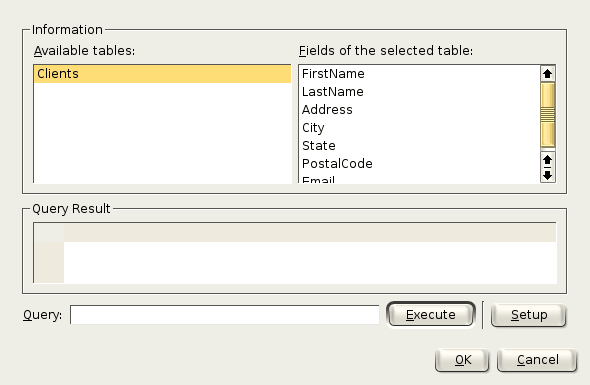 Information
Available tables:
Clients
Fields of the selected table:
FirstName
LastName
Address
City
State
PostalCode
Email
Query Result
Query:
Execute
Setup
OK
Cancel